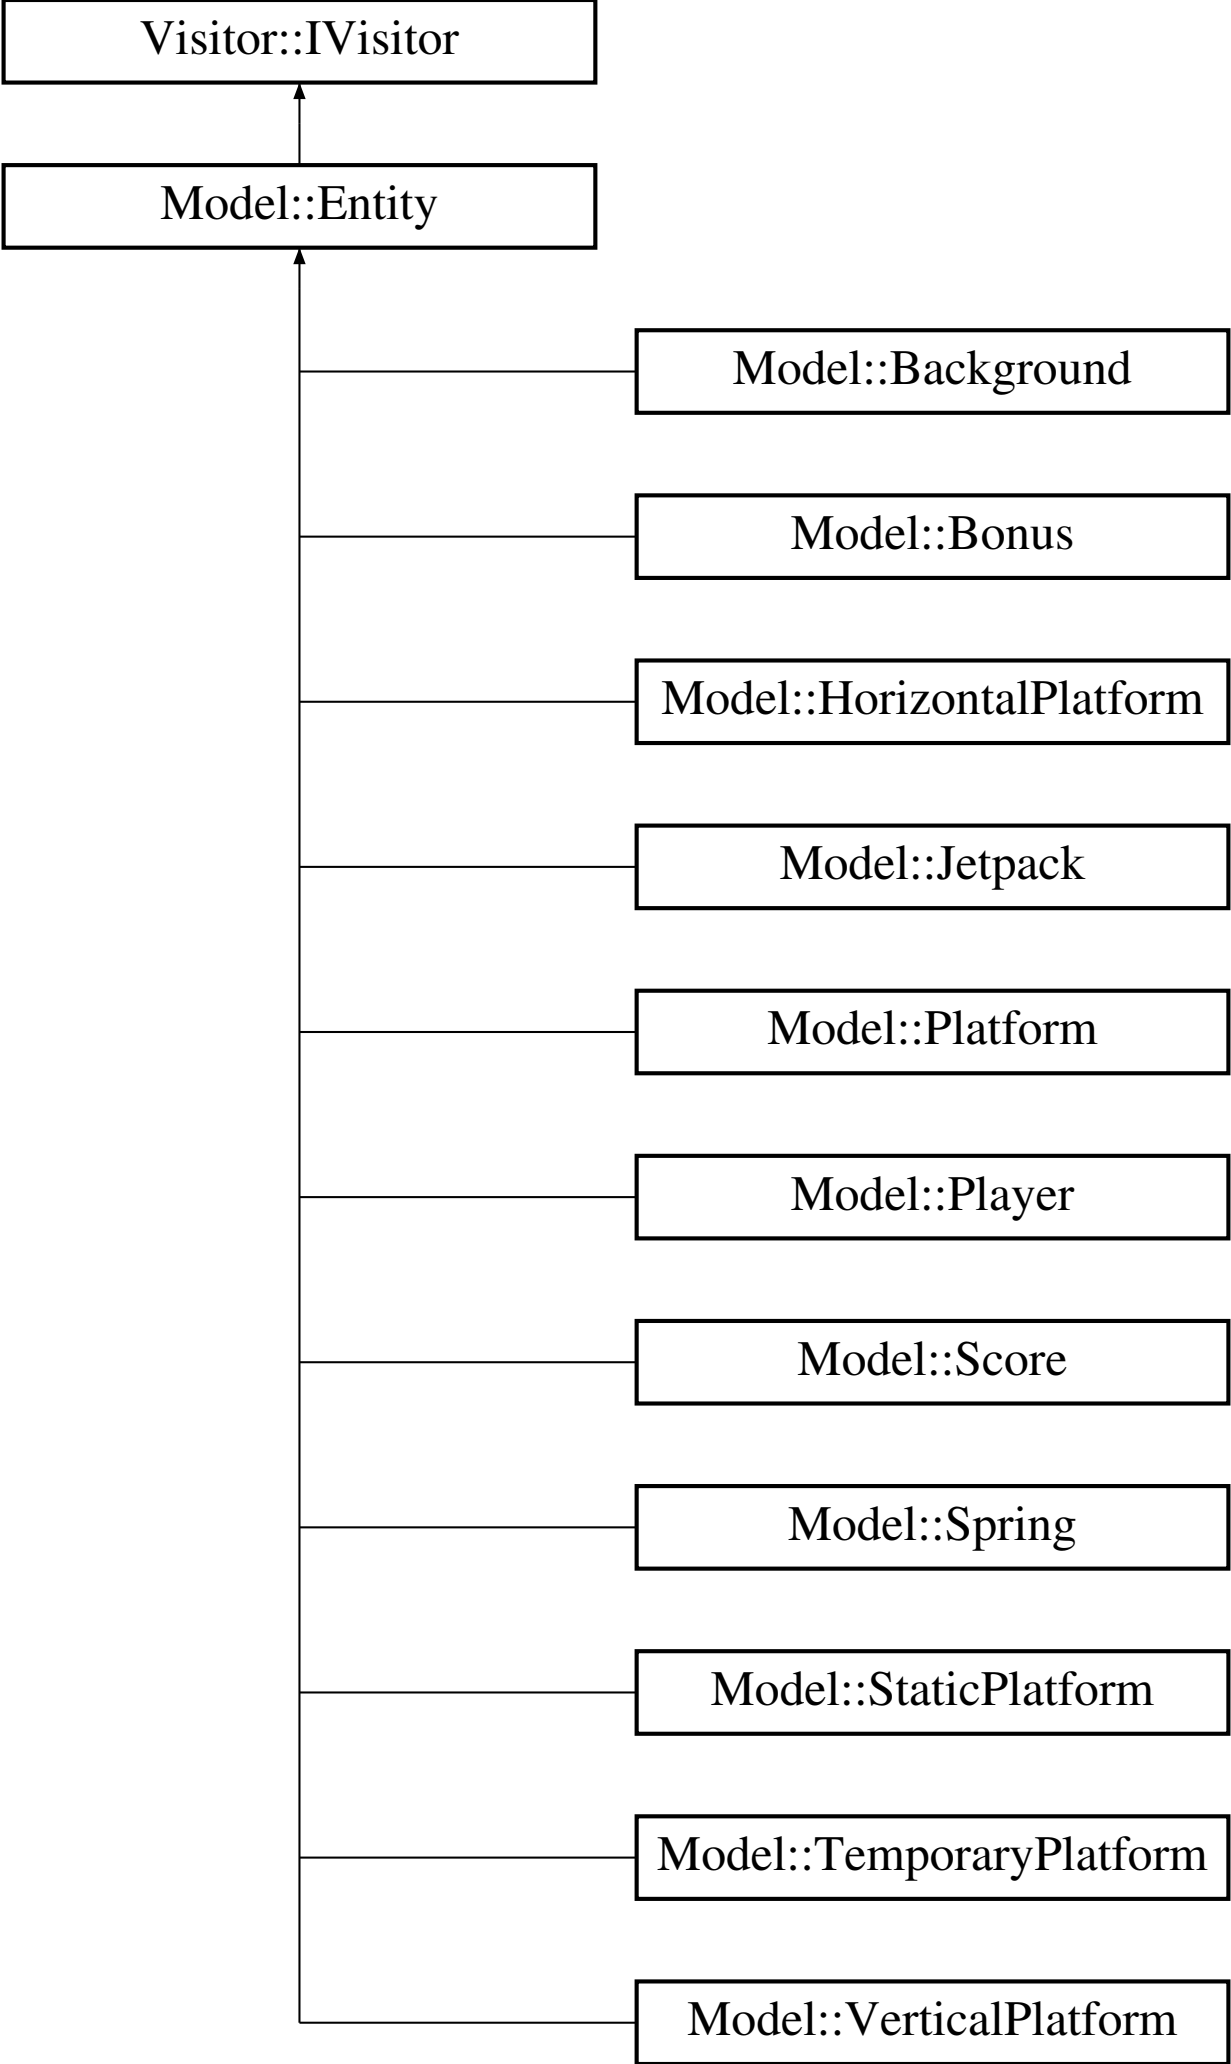 Visitor::IVisitor
Model::Entity
Model::Background
Model::Bonus
Model::HorizontalPlatform
Model::Jetpack
Model::Platform
Model::Player
Model::Score
Model::Spring
Model::StaticPlatform
Model::TemporaryPlatform
Model::VerticalPlatform